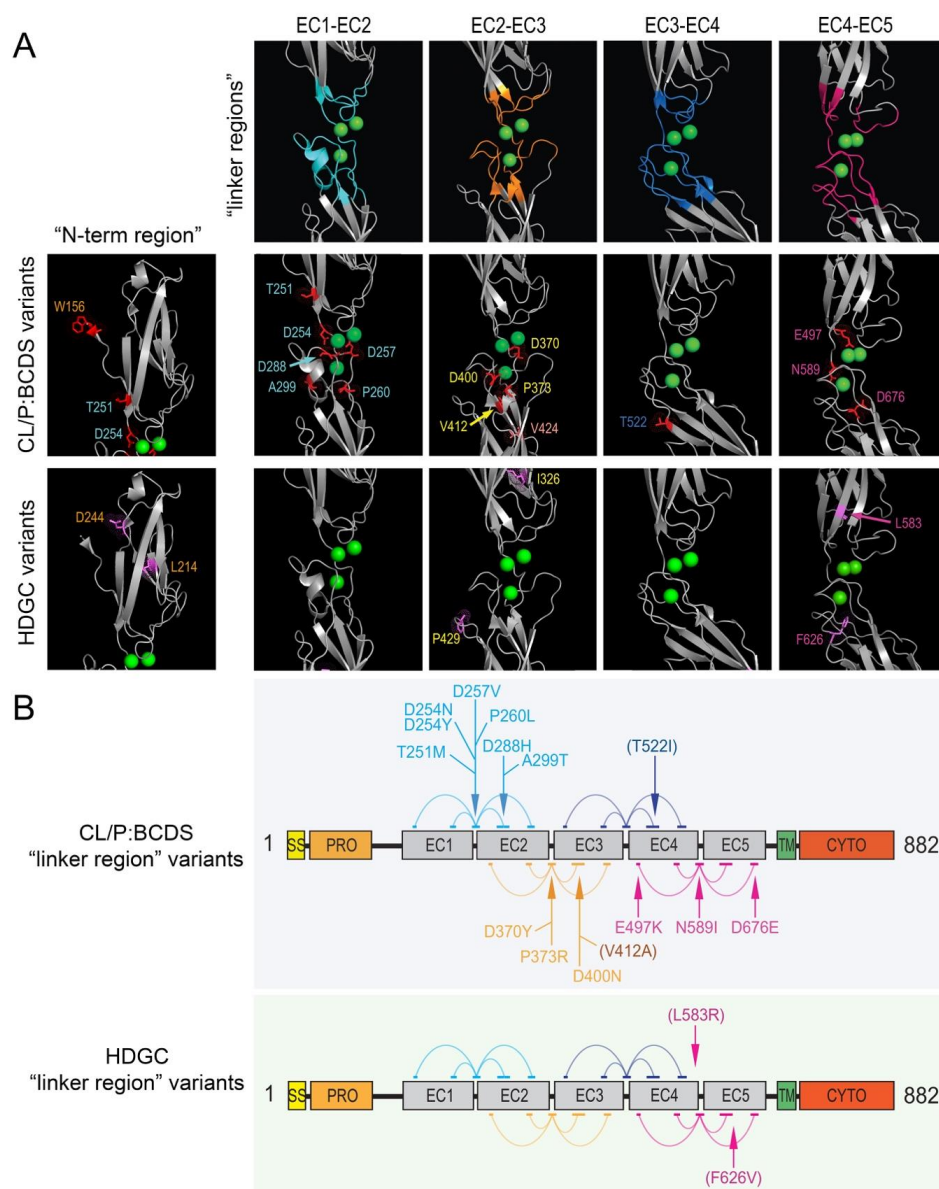 A
EC1-EC2
EC2-EC3
EC3-EC4
EC4-EC5
"linker regions"
"N-term region"
CL/P:BCDS variants
W156
T251
D254
T251
D254
D257
D288
A299
P260
D370
D400
P373
V412
V424
T522
E497
N589
D676
HDGC variants
D244
L214
I326
P429
L583
F626
B
D257V
D254N
P260L
D254Y
D288H
(T522I)
T251M
A299T
CL/P:BCDS
"linker region" variants
1
SS
PRO
EC1
EC2
EC3
EC4
EC5
TM
CYTO
882
D370Y
(V412A)
E497K
N589I
D676E
P373R
D400N
(L583R)
HDGC
"linker region" variants
1
SS
PRO
EC1
EC2
EC3
EC4
EC5
TM
CYTO
882
(F626V)